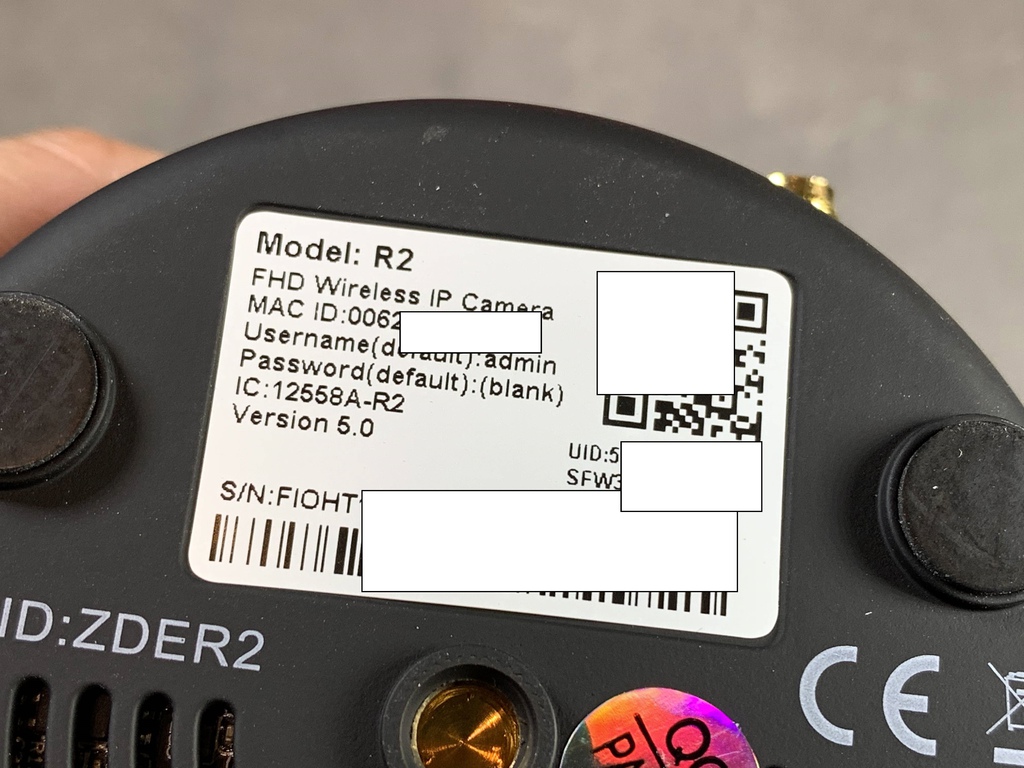 Model: R2
FHD Wireless IP Camera
MAC ID:0062
Username(default):admin
Password(default):(blank)
IC:12558A-R2
Version 5.0
UID:5
SFW3
S/N:FIOHT
ID:ZDER2
CE
QC